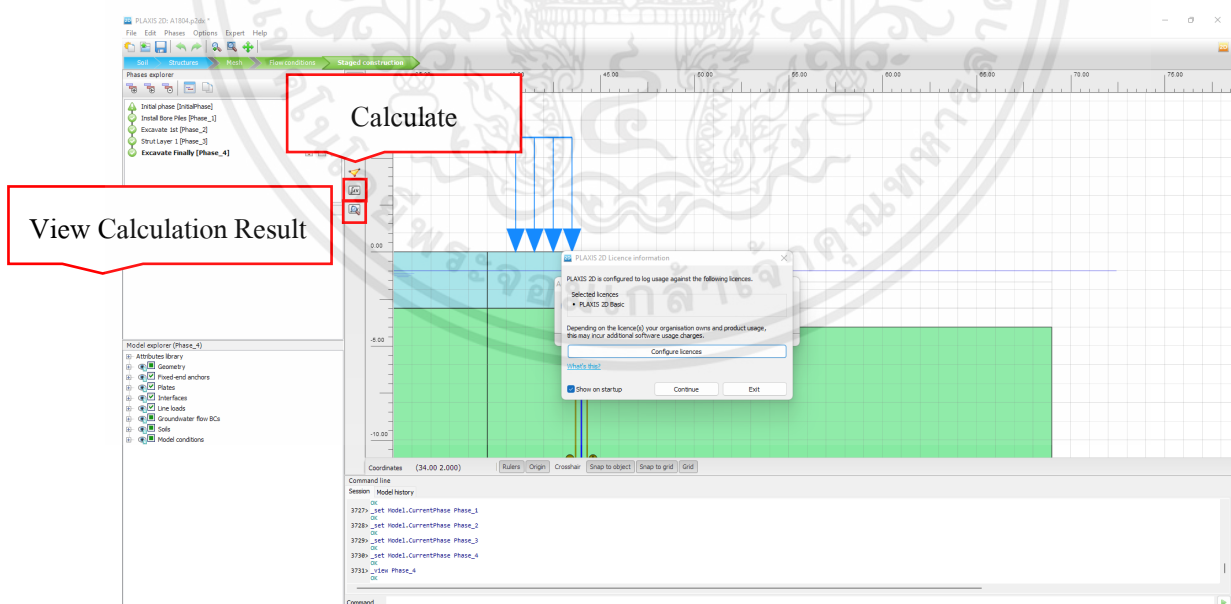 PLAXIS 2D: A1804.p2dx *
File Edit Phases Options Expert Help
Soil Structures Mesh Flow conditions Staged construction
Phases explorer
Initial phase [InitialPhase]
Install Bore Piles [Phase_1]
Excavate 1st [Phase_2]
Strut Layer 1 [Phase_3]
Excavate Finally [Phase_4]
Calculate
View Calculation Result
45.00 50.00 55.00 60.00 65.00 70.00 75.00
0.00
-5.00
-10.00
PLAXIS 2D Licence information
PLAXIS 2D is configured to log usage against the following licences.
Selected licences
• PLAXIS 2D Basic
Depending on the licence(s) your organisation owns and product usage,
this may incur additional software usage charges.
Configure licences
What's this?
Show on startup Continue Exit
Model explorer (Phase_4)
Attributes library
Geometry
Fixed-end anchors
Plates
Interfaces
Line loads
Groundwater flow BCs
Soils
Model conditions
Coordinates (34.00 2.000) Rulers Origin Crosshair Snap to object Snap to grid Grid
Command line
Session Model history
OK
3727> _set Model.CurrentPhase Phase_1
OK
3728> _set Model.CurrentPhase Phase_2
OK
3729> _set Model.CurrentPhase Phase_3
OK
3730> _set Model.CurrentPhase Phase_4
OK
3731> _view Phase_4
OK
Command